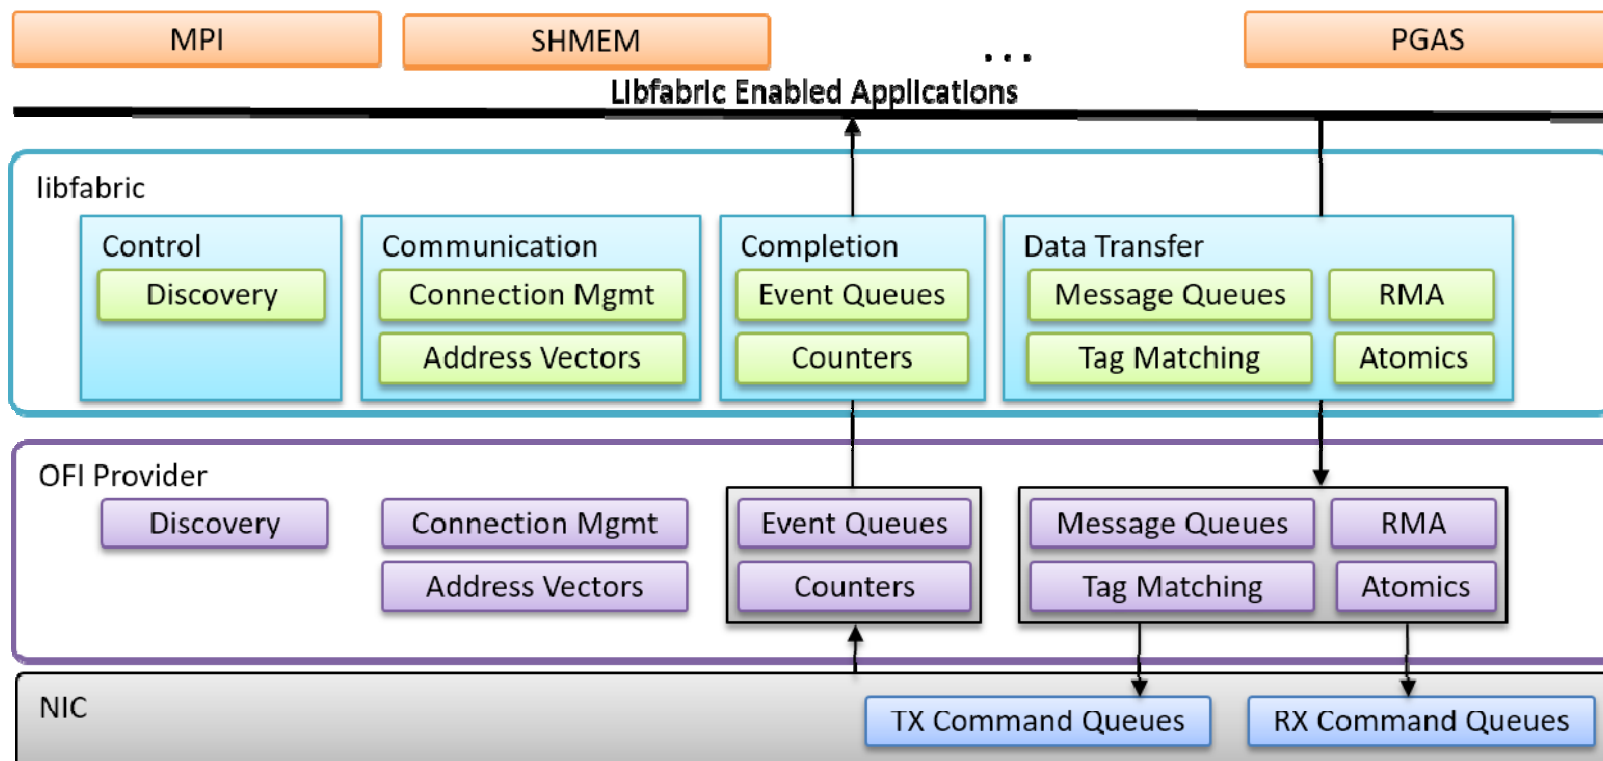 MPI
SHMEM
...
PGAS
Libfabric Enabled Applications
libfabric
Control
Discovery
Communication
Connection Mgmt
Address Vectors
Completion
Event Queues
Counters
Data Transfer
Message Queues
RMA
Tag Matching
Atomics
OFI Provider
Discovery
Connection Mgmt
Address Vectors
Event Queues
Counters
Message Queues
RMA
Tag Matching
Atomics
NIC
TX Command Queues
RX Command Queues